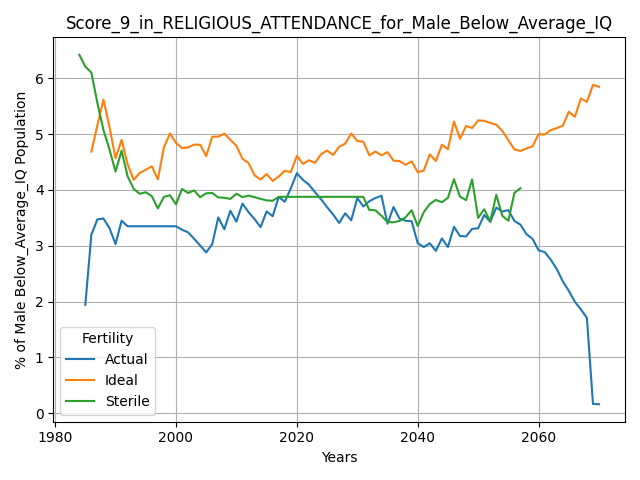 Score_9_in_RELIGIOUS_ATTENDANCE_for_Male_Below_Average_IQ
% of Male Below_Average_IQ Population
6
5
4
3
2
1
0
Fertility
Actual
Ideal
Sterile
1980 2000 2020 2040 2060
Years